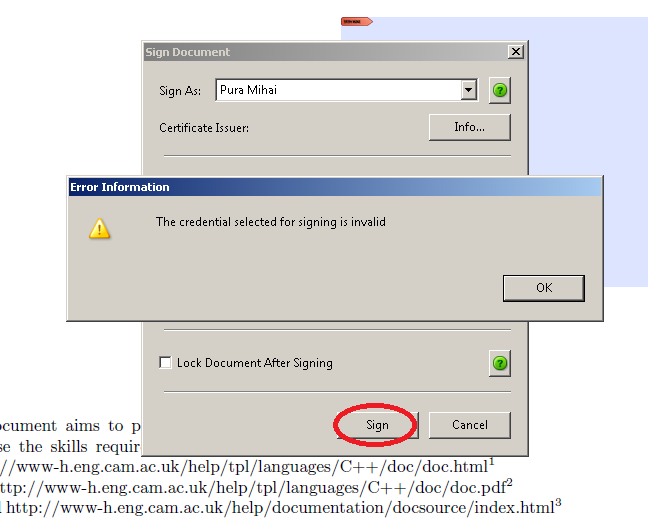 Sign Document
Sign As: Pura Mihai
Certificate Issuer: Info...
Error Information
The credential selected for signing is invalid
OK
Lock Document After Signing
Sign Cancel
ocument aims to p
se the skills requir
//www-h.eng.cam.ac.uk/help/tpl/languages/C++/doc/doc.html1
ttp://www-h.eng.cam.ac.uk/help/tpl/languages/C++/doc/doc.pdf2
http://www-h.eng.cam.ac.uk/help/documentation/docsource/index.html3